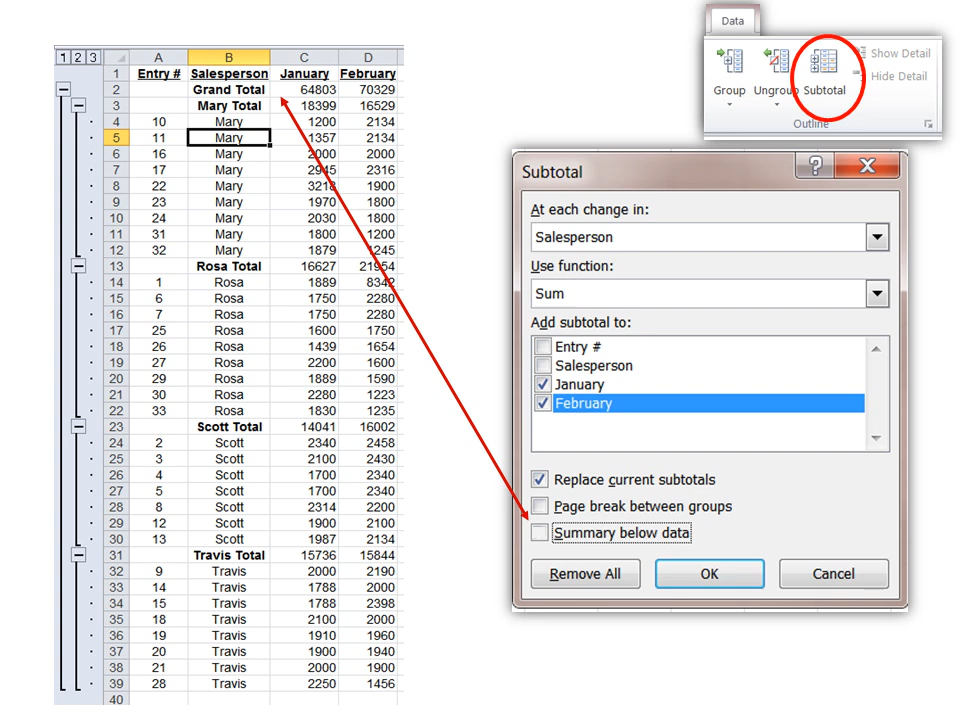 Data
Show Detail
Hide Detail
Group Ungroup Subtotal
Outline
1 2 3 A B C D
1 Entry # Salesperson January February
2 Grand Total 64803 70329
3 Mary Total 18399 16529
4 10 Mary 1200 2134
5 11 Mary 1357 2134
6 16 Mary 2000 2000
7 17 Mary 2945 2316
8 22 Mary 3218 1900
9 23 Mary 1970 1800
10 24 Mary 2030 1800
11 31 Mary 1800 1200
12 32 Mary 1879 1245
13 Rosa Total 16627 21954
14 1 Rosa 1889 8342
15 6 Rosa 1750 2280
16 7 Rosa 1750 2280
17 25 Rosa 1600 1750
18 26 Rosa 1439 1654
19 27 Rosa 2200 1600
20 29 Rosa 1889 1590
21 30 Rosa 2280 1223
22 33 Rosa 1830 1235
23 Scott Total 14041 16002
24 2 Scott 2340 2458
25 3 Scott 2100 2430
26 4 Scott 1700 2340
27 5 Scott 1700 2340
28 8 Scott 2314 2200
29 12 Scott 1900 2100
30 13 Scott 1987 2134
31 Travis Total 15736 15844
32 9 Travis 2000 2190
33 14 Travis 1788 2000
34 15 Travis 1788 2398
35 18 Travis 2100 2000
36 19 Travis 1910 1960
37 20 Travis 1900 1940
38 21 Travis 2000 1900
39 28 Travis 2250 1456
40
Subtotal
At each change in:
Salesperson
Use function:
Sum
Add subtotal to:
Entry #
Salesperson
January
February
Replace current subtotals
Page break between groups
Summary below data
Remove All OK Cancel